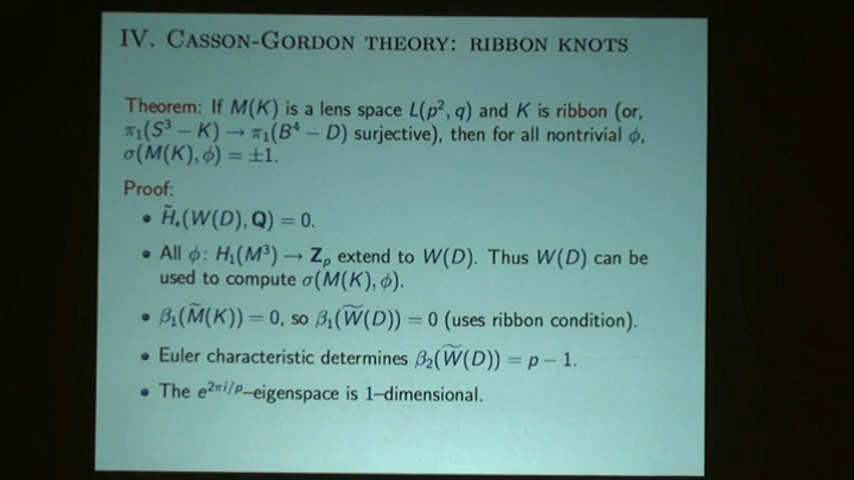 IV. CASSON-GORDON THEORY: RIBBON KNOTS
Theorem: If M(K) is a lens space L(p², q) and K is ribbon (or,
π₁(S³ − K) → π₁(B⁴ − D) surjective), then for all nontrivial ϕ,
σ(M(K), ϕ) = ±1.
Proof:
• H̃*(W(D), Q) = 0.
• All ϕ: H₁(M³) → Zₚ extend to W(D). Thus W(D) can be
used to compute σ(M(K), ϕ).
• β₁(M̃(K)) = 0, so β₁(W̃(D)) = 0 (uses ribbon condition).
• Euler characteristic determines β₂(W̃(D)) = p − 1.
• The e^{2πi/p}–eigenspace is 1–dimensional.